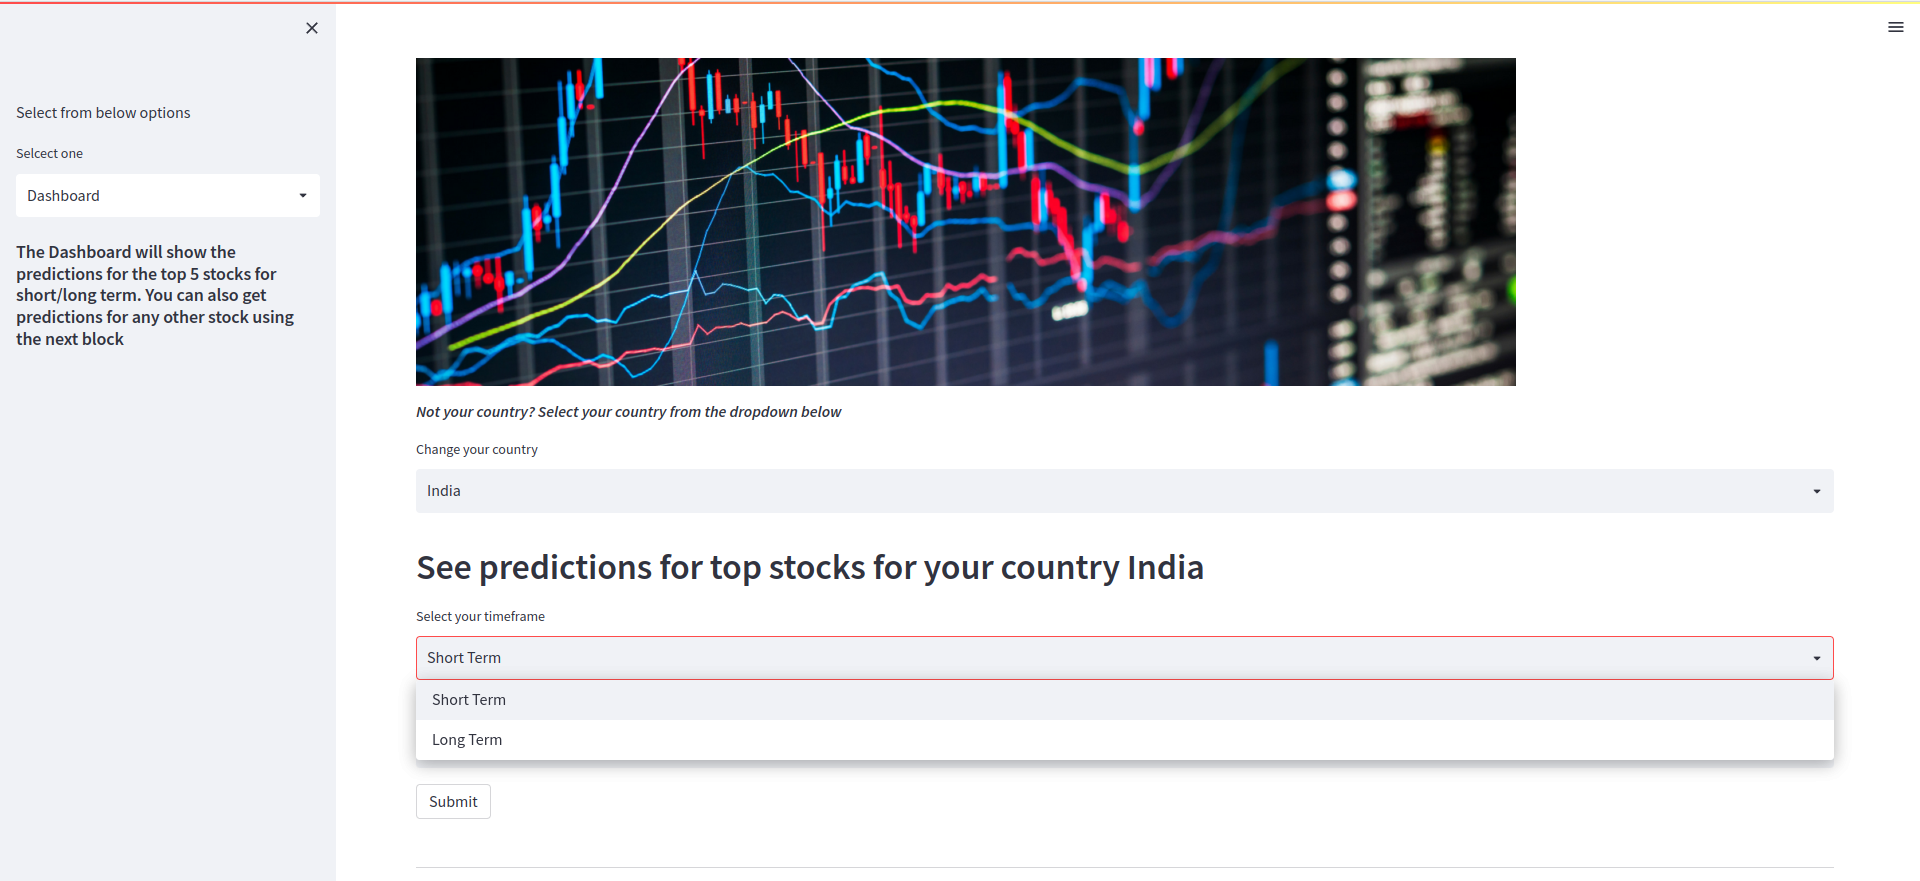 Select from below options
Selcect one
Dashboard
The Dashboard will show the
predictions for the top 5 stocks for
short/long term. You can also get
predictions for any other stock using
the next block
Not your country? Select your country from the dropdown below
Change your country
India
See predictions for top stocks for your country India
Select your timeframe
Short Term
Short Term
Long Term
Submit